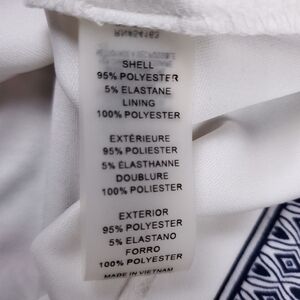 SHELL
95% POLYESTER
5% ELASTANE
LINING
100% POLYESTER
EXTÉRIEURE
95% POLIESTER
5% ÉLASTHANNE
DOUBLURE
100% POLIESTER
EXTERIOR
95% POLYESTER
5% ELASTANO
FORRO
100% POLYESTER
MADE IN VIETNAM